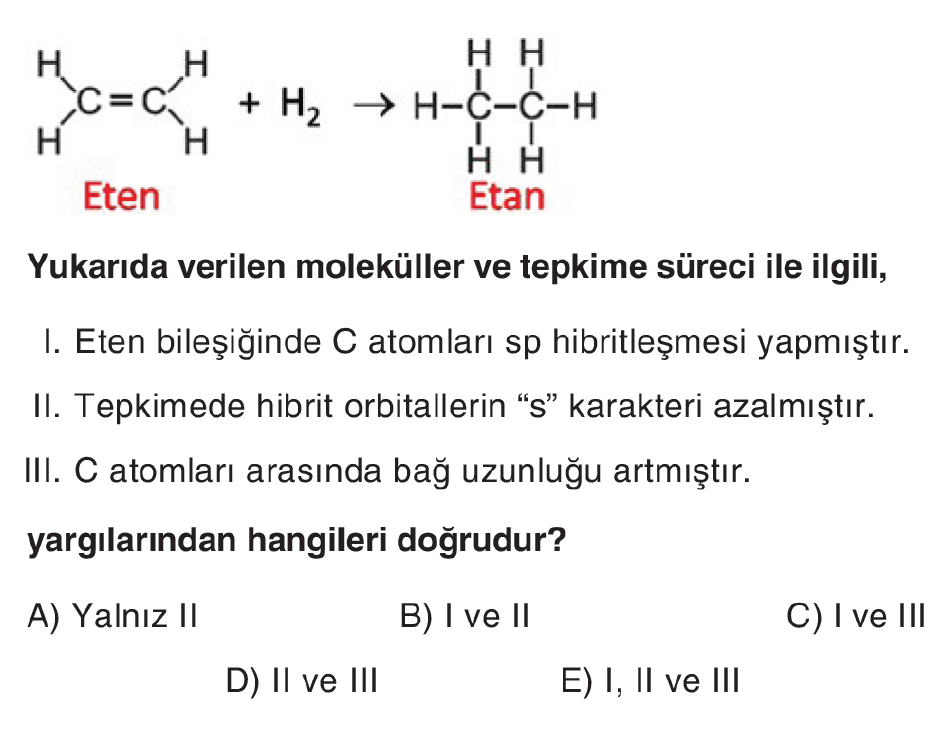 H H H H
C=C + H₂ → H–C–C–H
H H H H
Eten Etan
Yukarıda verilen moleküller ve tepkime süreci ile ilgili,
I. Eten bileşiğinde C atomları sp hibritleşmesi yapmıştır.
II. Tepkimede hibrit orbitallerin “s” karakteri azalmıştır.
III. C atomları arasında bağ uzunluğu artmıştır.
yargılarından hangileri doğrudur?
A) Yalnız II B) I ve II C) I ve III
D) II ve III E) I, II ve III